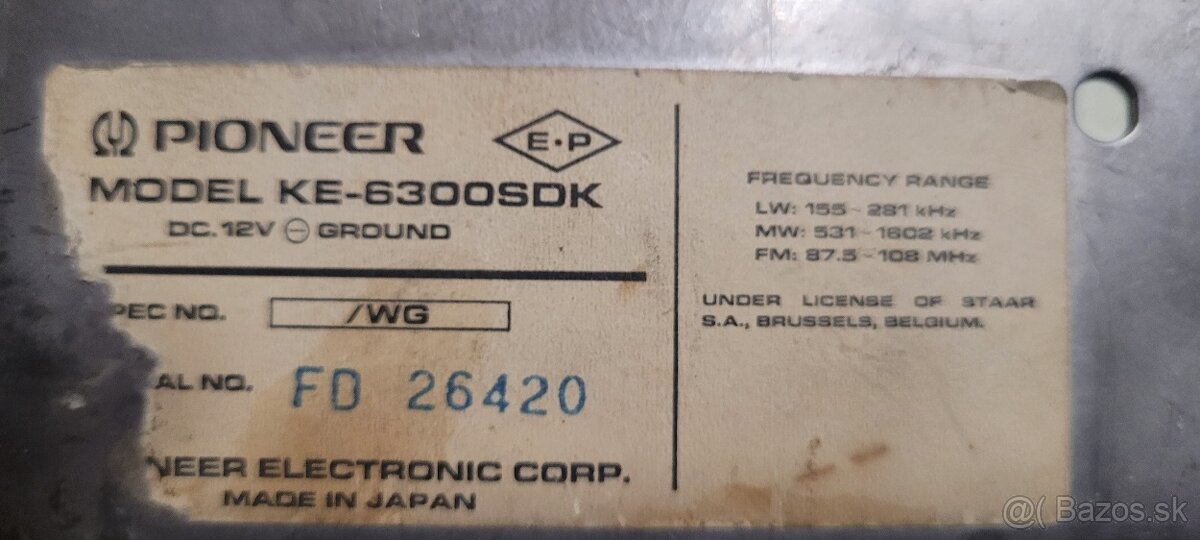 PIONEER E·P
MODEL KE-6300SDK
DC. 12V ⊖ GROUND
PEC NO. /WG
AL NO. FD 26420
NEER ELECTRONIC CORP.
MADE IN JAPAN
FREQUENCY RANGE
LW: 155~281 kHz
MW: 531~1602 kHz
FM: 87.5~108 MHz
UNDER LICENSE OF STAAR
S.A., BRUSSELS, BELGIUM.
@( Bazos.sk